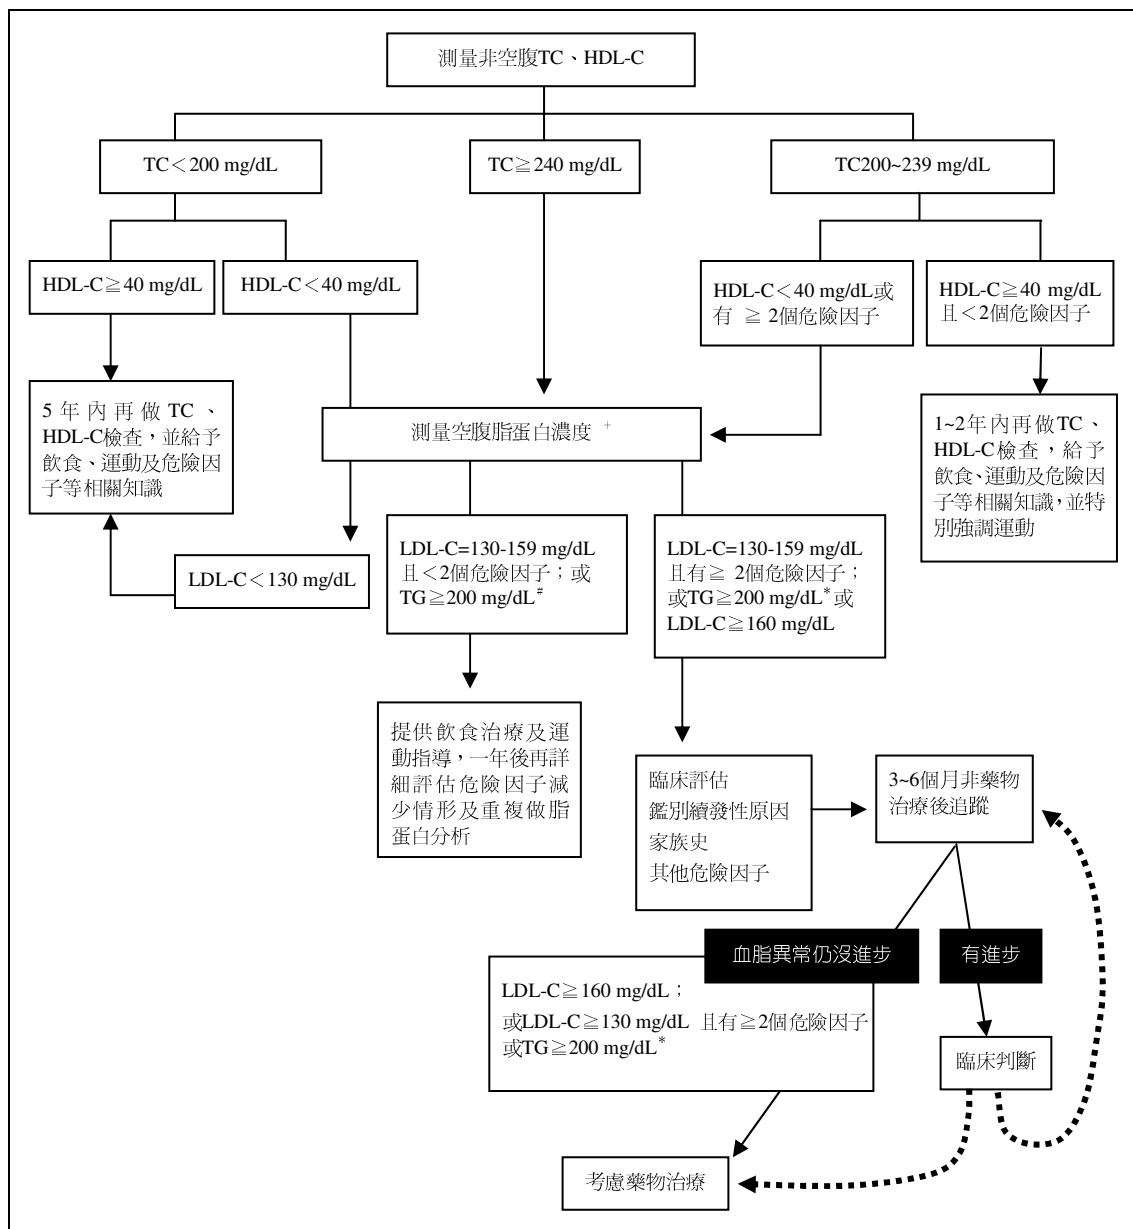 測量非空腹TC、HDL-C
TC＜200 mg/dL
TC≧240 mg/dL
TC200~239 mg/dL
HDL-C≧40 mg/dL
HDL-C＜40 mg/dL
HDL-C＜40 mg/dL或
有 ≧ 2個危險因子
HDL-C≧40 mg/dL
且＜2個危險因子
5年內再做TC、
HDL-C檢查，並給予
飲食、運動及危險因
子等相關知識
測量空腹脂蛋白濃度 +
1~2年內再做TC、
HDL-C檢查，給予
飲食、運動及危險因
子等相關知識，並特
別強調運動
LDL-C＜130 mg/dL
LDL-C=130-159 mg/dL
且＜2個危險因子；或
TG≧200 mg/dL#
LDL-C=130-159 mg/dL
且有≧ 2個危險因子；
或TG≧200 mg/dL*或
LDL-C≧160 mg/dL
提供飲食治療及運
動指導，一年後再詳
細評估危險因子減
少情形及重複做脂
蛋白分析
臨床評估
鑑別續發性原因
家族史
其他危險因子
3~6個月非藥物
治療後追蹤
血脂異常仍沒進步
有進步
LDL-C≧160 mg/dL；
或LDL-C≧130 mg/dL 且有≧2個危險因子
或TG≧200 mg/dL*
臨床判斷
考慮藥物治療